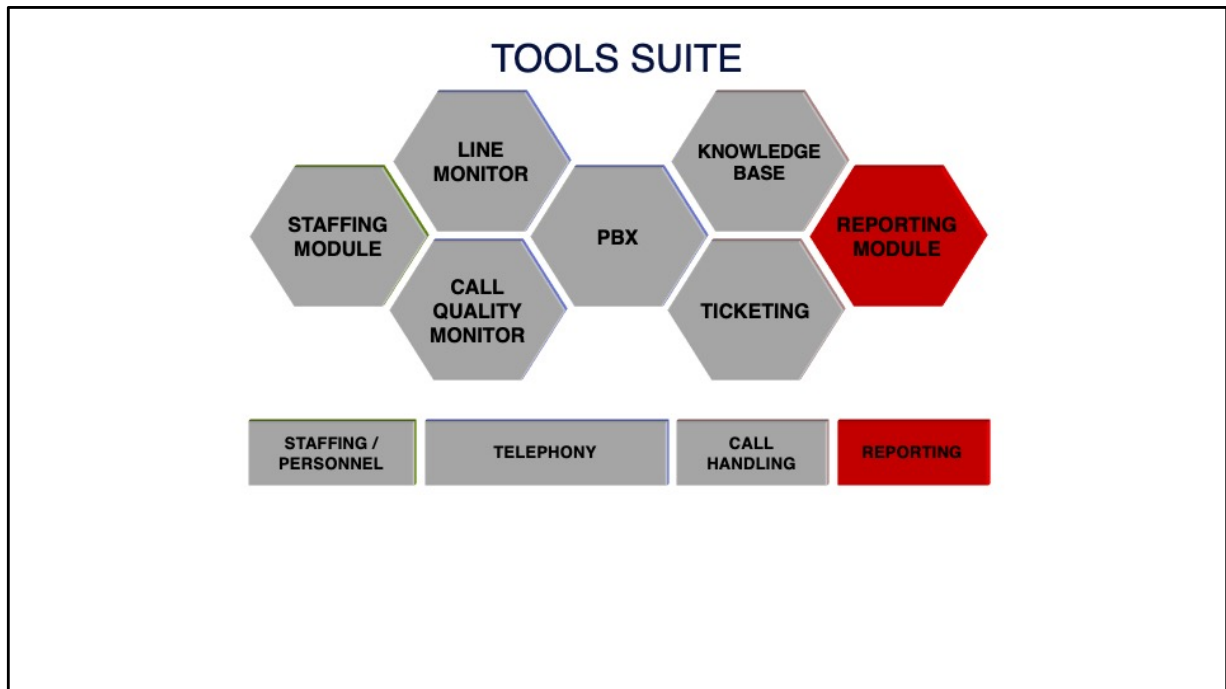 TOOLS SUITE
LINE
MONITOR
KNOWLEDGE
BASE
STAFFING
MODULE
PBX
REPORTING
MODULE
CALL
QUALITY
MONITOR
TICKETING
STAFFING /
PERSONNEL
TELEPHONY
CALL
HANDLING
REPORTING